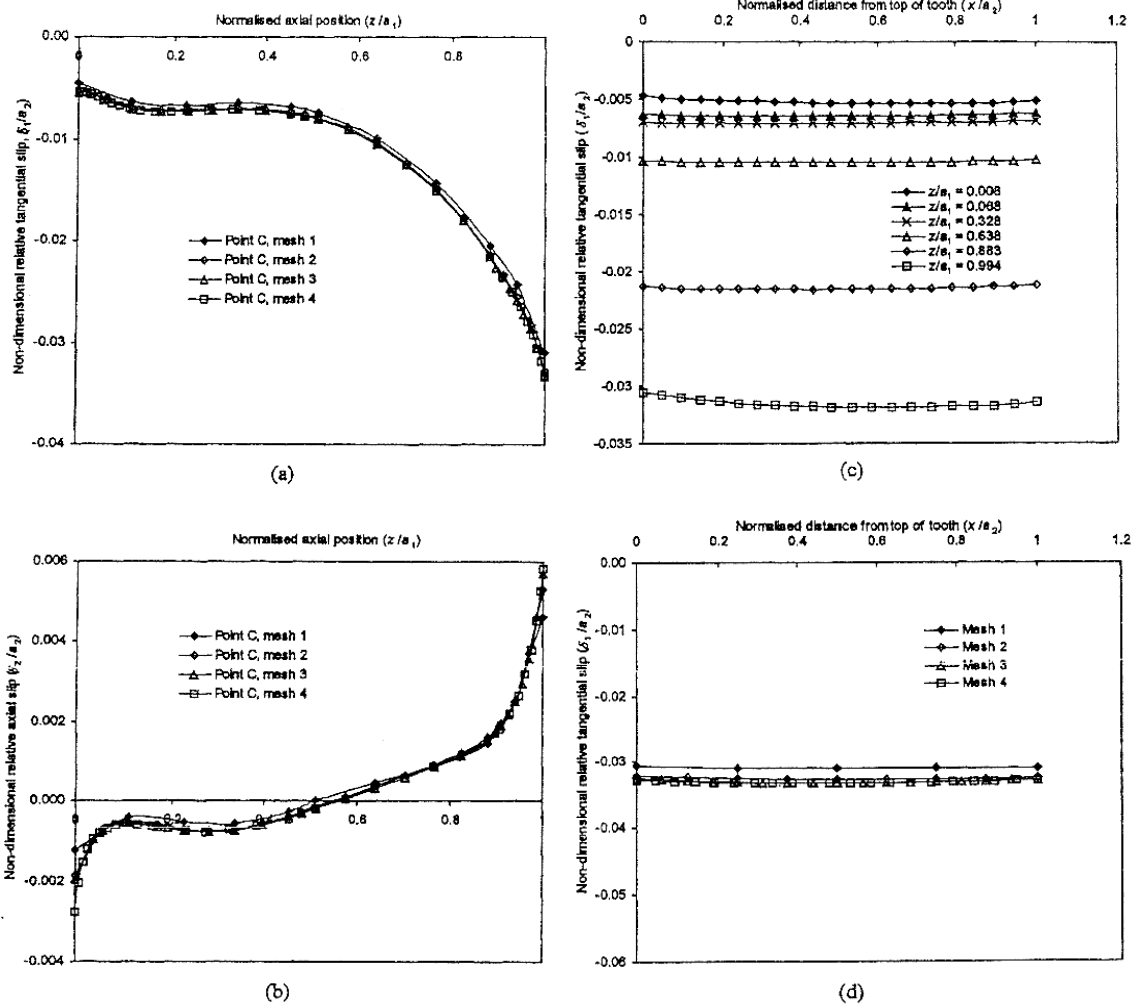 Normalised axial position (z/a1)
0.00
0
0.2
0.4
0.6
0.8
-0.01
-0.02
-0.03
-0.04
Non-dimensional relative tangential slip, δ1/a2
Point C, mesh 1
Point C, mesh 2
Point C, mesh 3
Point C, mesh 4
(a)
Normalised distance from top of tooth (x/a2)
0
0.2
0.4
0.6
0.8
1
1.2
0
-0.005
-0.01
-0.015
-0.02
-0.025
-0.03
-0.035
Non-dimensional relative tangential slip (δ1/a2)
z/a1 = 0.008
z/a1 = 0.068
z/a1 = 0.328
z/a1 = 0.638
z/a1 = 0.883
z/a1 = 0.994
(c)
Normalised axial position (z/a1)
0.006
0.004
0.002
0.000
0
0.2
0.4
0.6
0.8
-0.002
-0.004
Non-dimensional relative axial slip (δ2/a2)
Point C, mesh 1
Point C, mesh 2
Point C, mesh 3
Point C, mesh 4
(b)
Normalised distance from top of tooth (x/a2)
0
0.2
0.4
0.6
0.8
1
1.2
0.00
-0.01
-0.02
-0.03
-0.04
-0.05
-0.06
Non-dimensional relative tangential slip (δ1/a2)
Mesh 1
Mesh 2
Mesh 3
Mesh 4
(d)